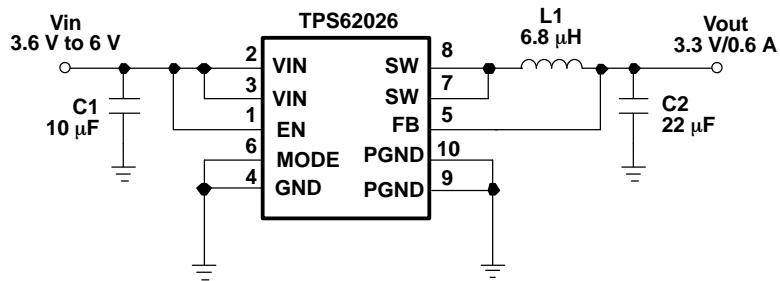 TPS62026
Vin
3.6 V to 6 V
L1
6.8 μH
Vout
3.3 V/0.6 A
C1
10 μF
2 VIN SW 8
3 VIN SW 7
1 EN FB 5
6 MODE PGND 10
4 GND PGND 9
C2
22 μF